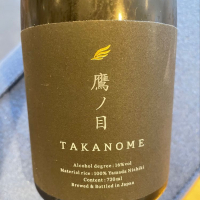 鷹ノ目
TAKANOME
Alcohol degree : 16%vol
Material rice : 100% Yamada Nishiki
Content : 720ml
Brewed & Bottled in Japan